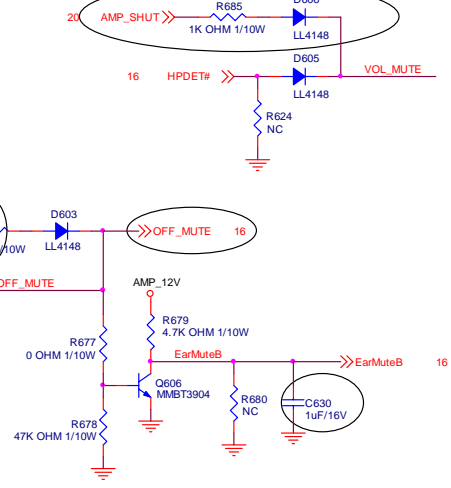 R685
20 AMP_SHUT
1K OHM 1/10W
LL4148
D605
16 HPDET#
VOL_MUTE
LL4148
R624
NC
D603
OFF_MUTE 16
/10W
LL4148
OFF_MUTE
AMP_12V
R679
4.7K OHM 1/10W
R677
0 OHM 1/10W
EarMuteB
EarMuteB 16
Q606
MMBT3904
R680
NC
C630
1uF/16V
R678
47K OHM 1/10W